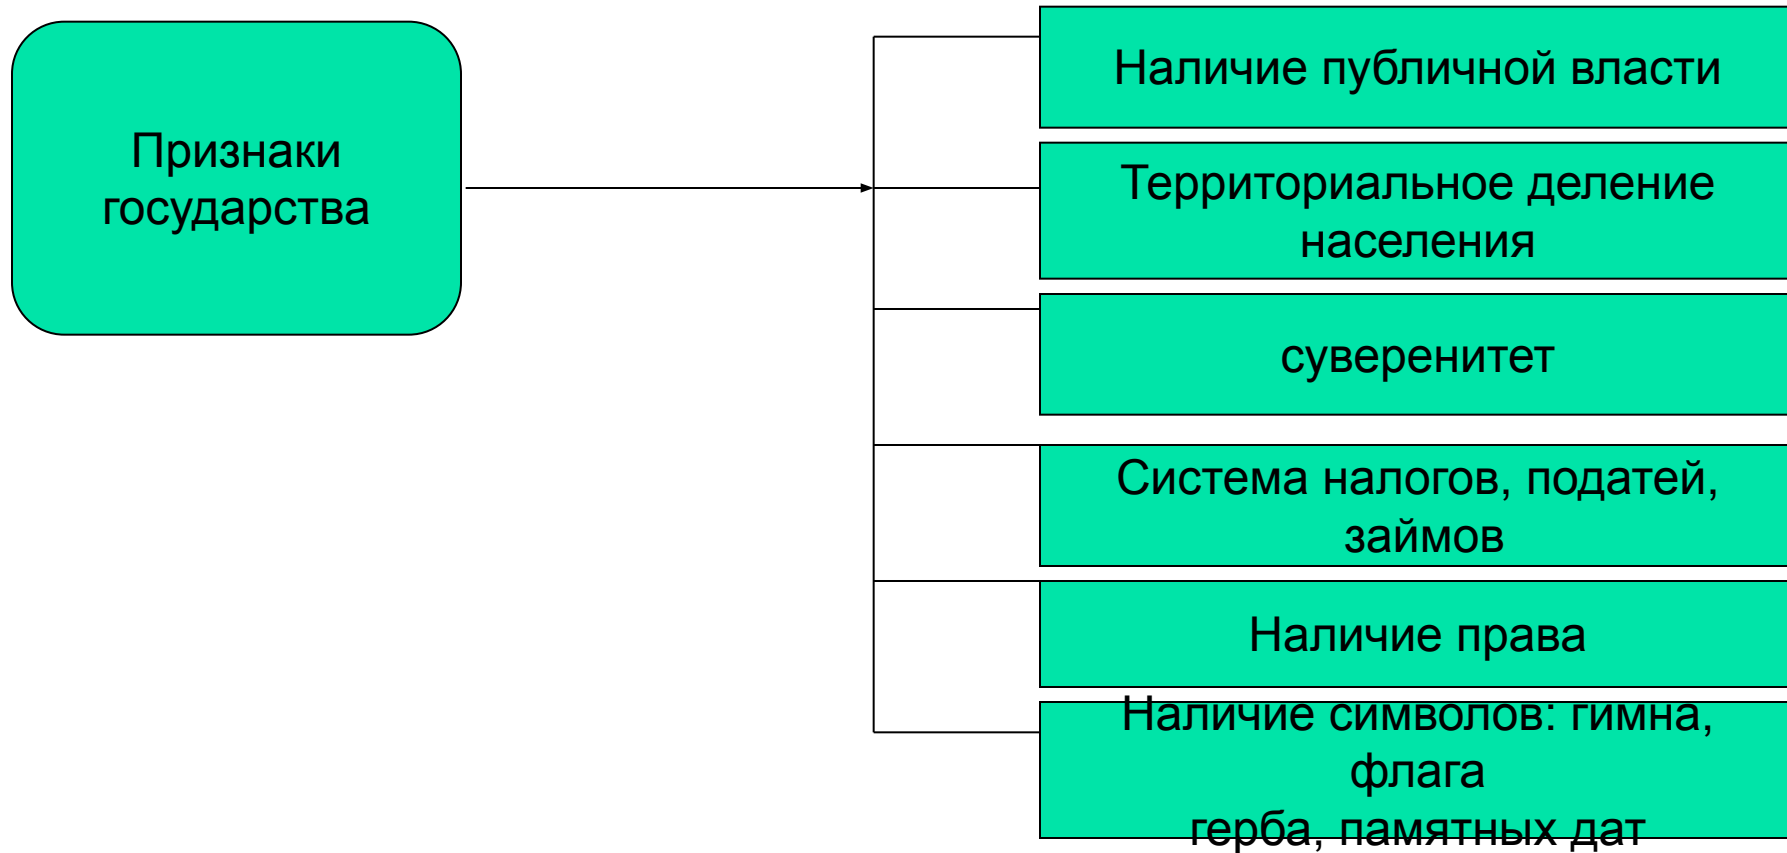 Признаки
государства
Наличие публичной власти
Территориальное деление
населения
суверенитет
Система налогов, податей,
займов
Наличие права
Наличие символов: гимна,
флага
герба, памятных дат